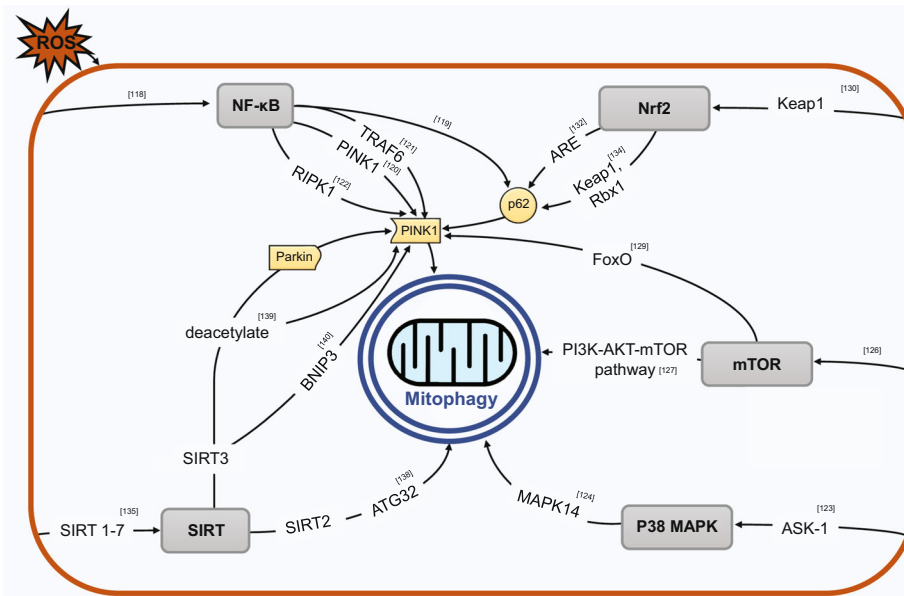 ROS
[118]
NF-κB
[119]
TRAF6 [121]
PINK1 [120]
RIPK1 [122]
Nrf2
Keap1 [130]
ARE [132]
Keap1, [134]
Rbx1
p62
PINK1
Parkin
FoxO [129]
deacetylate [139]
BNIP3 [140]
Mitophagy
PI3K-AKT-mTOR
pathway [127]
mTOR
[126]
SIRT3
SIRT 1-7 [135]
SIRT
SIRT2
ATG32 [138]
MAPK14 [124]
P38 MAPK
ASK-1 [123]